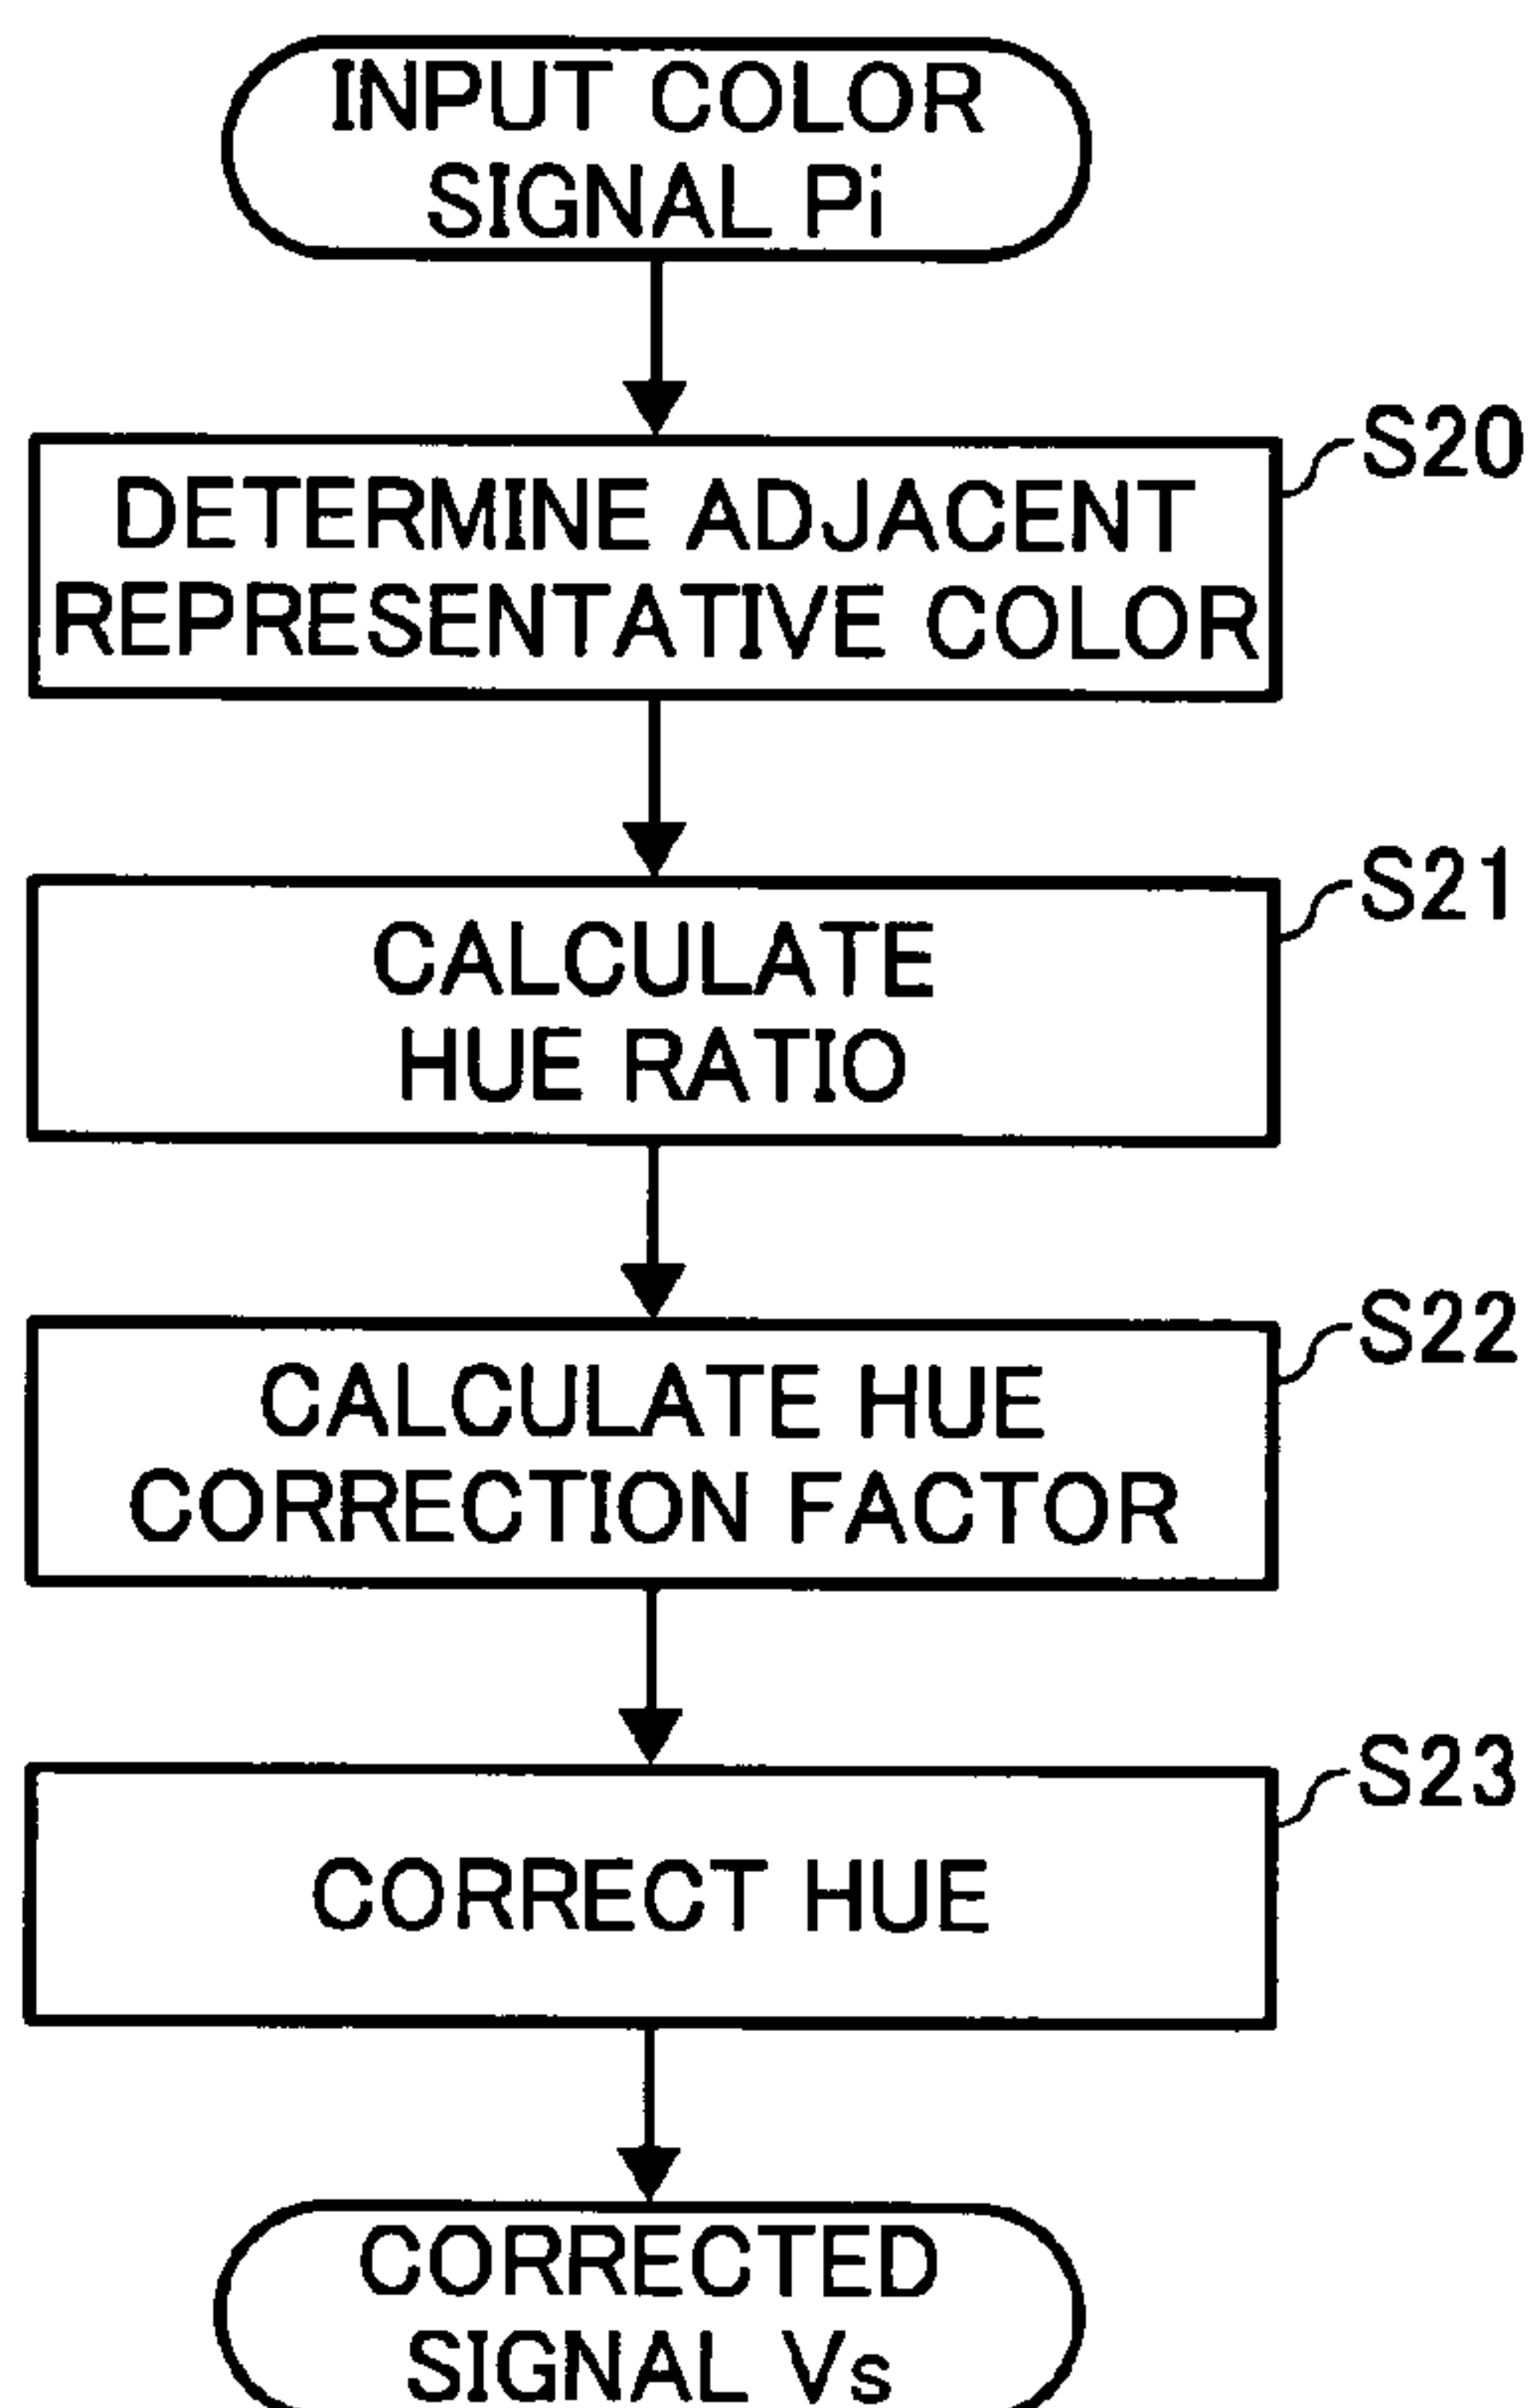 INPUT COLOR
SIGNAL Pi
S20
DETERMINE ADJACENT
REPRESENTATIVE COLOR
S21
CALCULATE
HUE RATIO
S22
CALCULATE HUE
CORRECTION FACTOR
S23
CORRECT HUE
CORRECTED
SIGNAL Vs